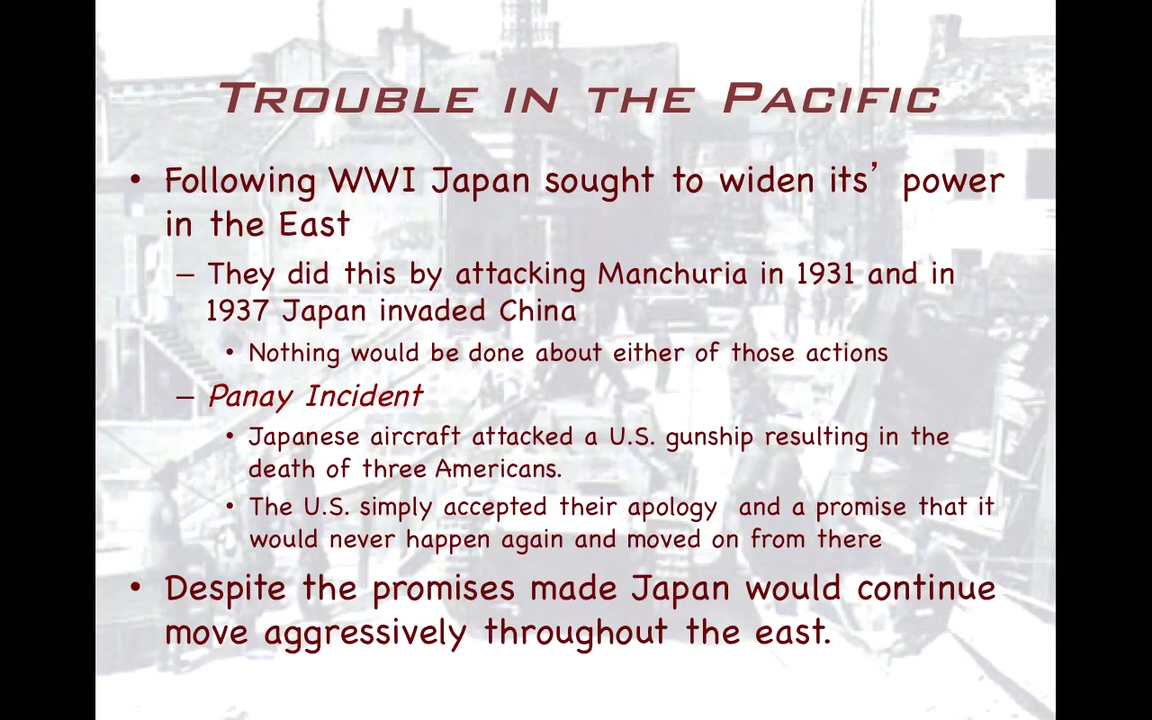 Trouble in the Pacific
• Following WWI Japan sought to widen its’ power
in the East
– They did this by attacking Manchuria in 1931 and in
1937 Japan invaded China
• Nothing would be done about either of those actions
– Panay Incident
• Japanese aircraft attacked a U.S. gunship resulting in the
death of three Americans.
• The U.S. simply accepted their apology  and a promise that it
would never happen again and moved on from there
• Despite the promises made Japan would continue
move aggressively throughout the east.